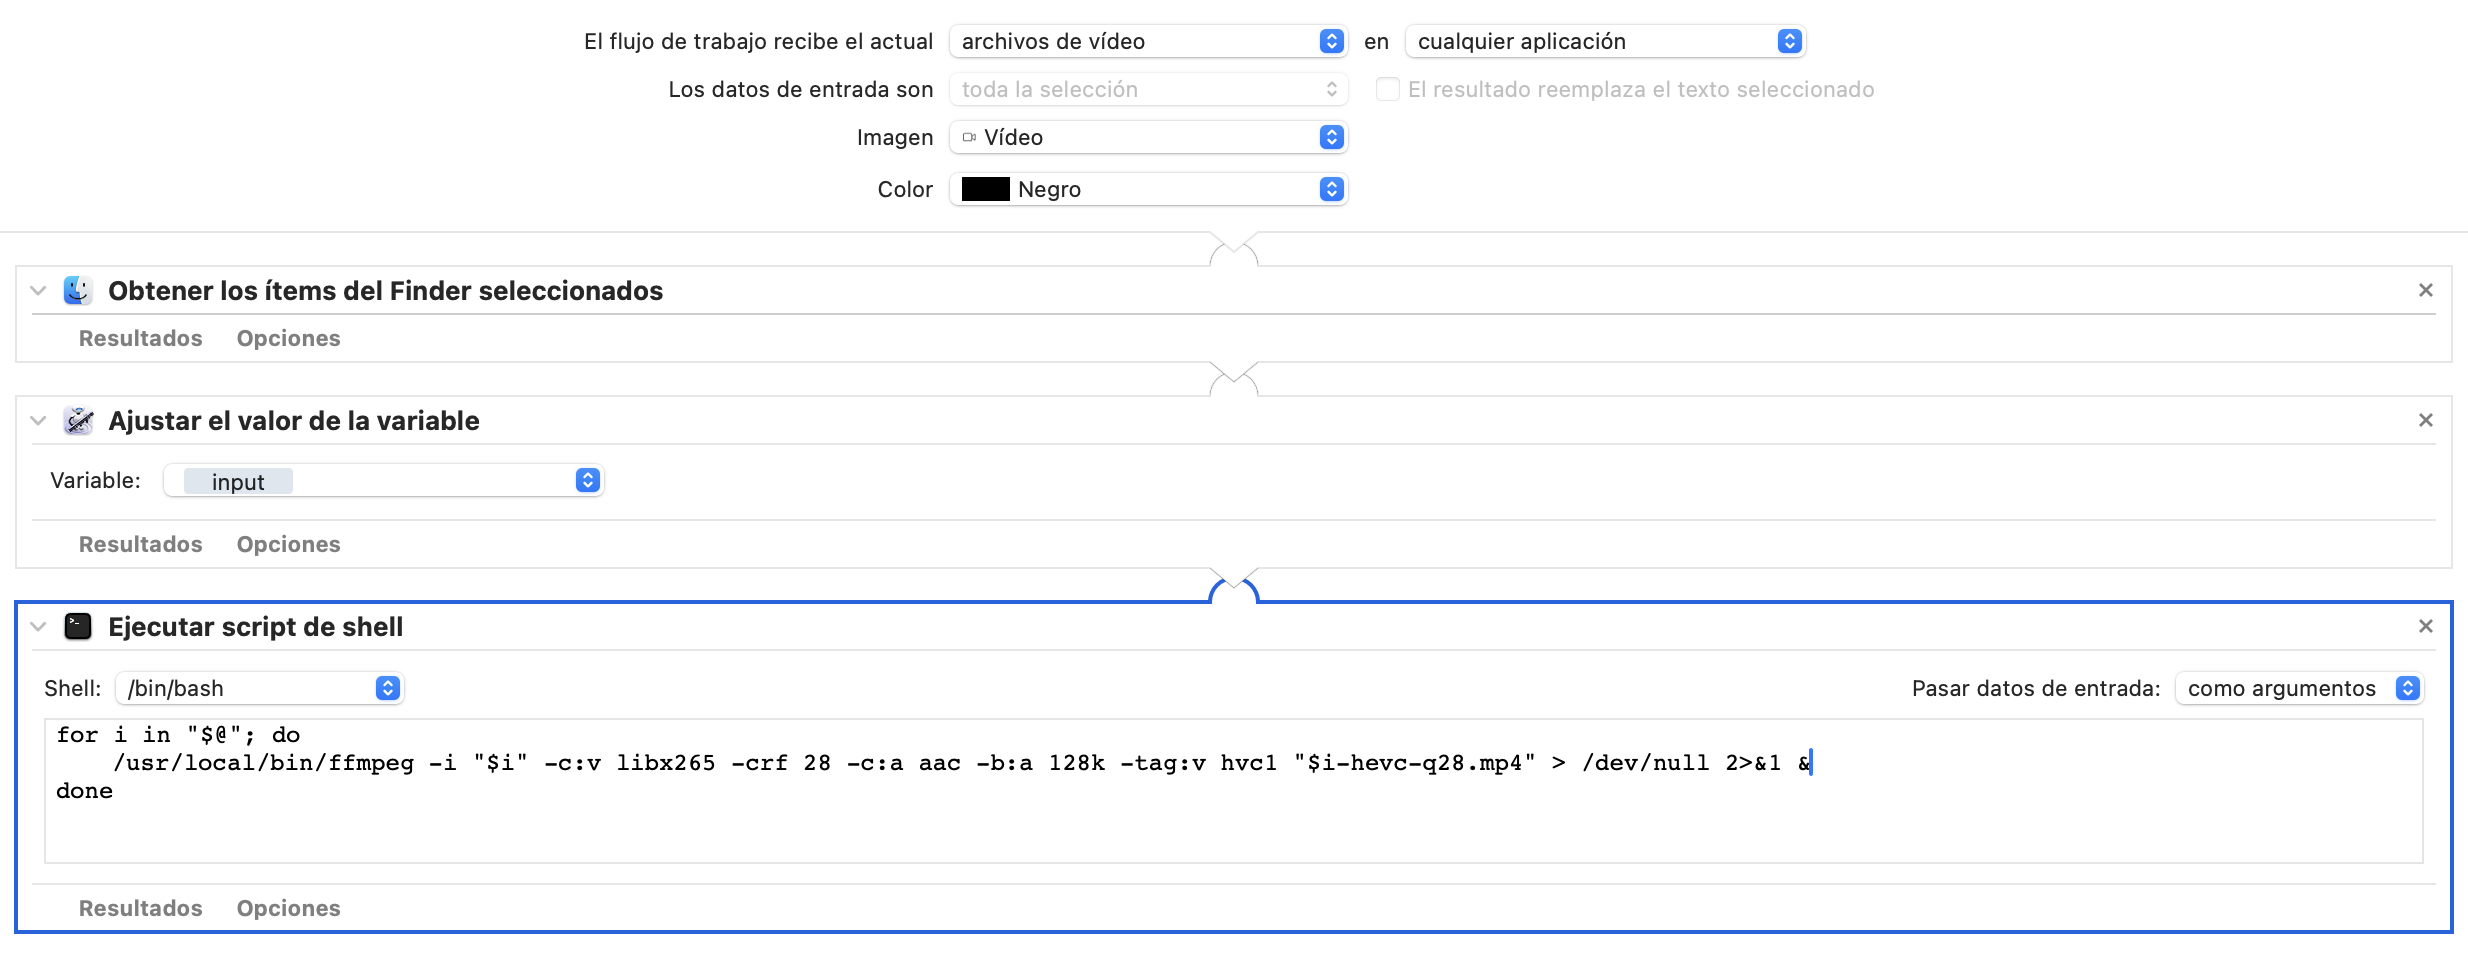 El flujo de trabajo recibe el actual archivos de vídeo en cualquier aplicación
Los datos de entrada son toda la selección El resultado reemplaza el texto seleccionado
Imagen Vídeo
Color Negro
Obtener los ítems del Finder seleccionados
Resultados Opciones
Ajustar el valor de la variable
Variable: input
Resultados Opciones
Ejecutar script de shell
Shell: /bin/bash Pasar datos de entrada: como argumentos
for i in "$@"; do
    /usr/local/bin/ffmpeg -i "$i" -c:v libx265 -crf 28 -c:a aac -b:a 128k -tag:v hvc1 "$i-hevc-q28.mp4" > /dev/null 2>&1 &
done
Resultados Opciones